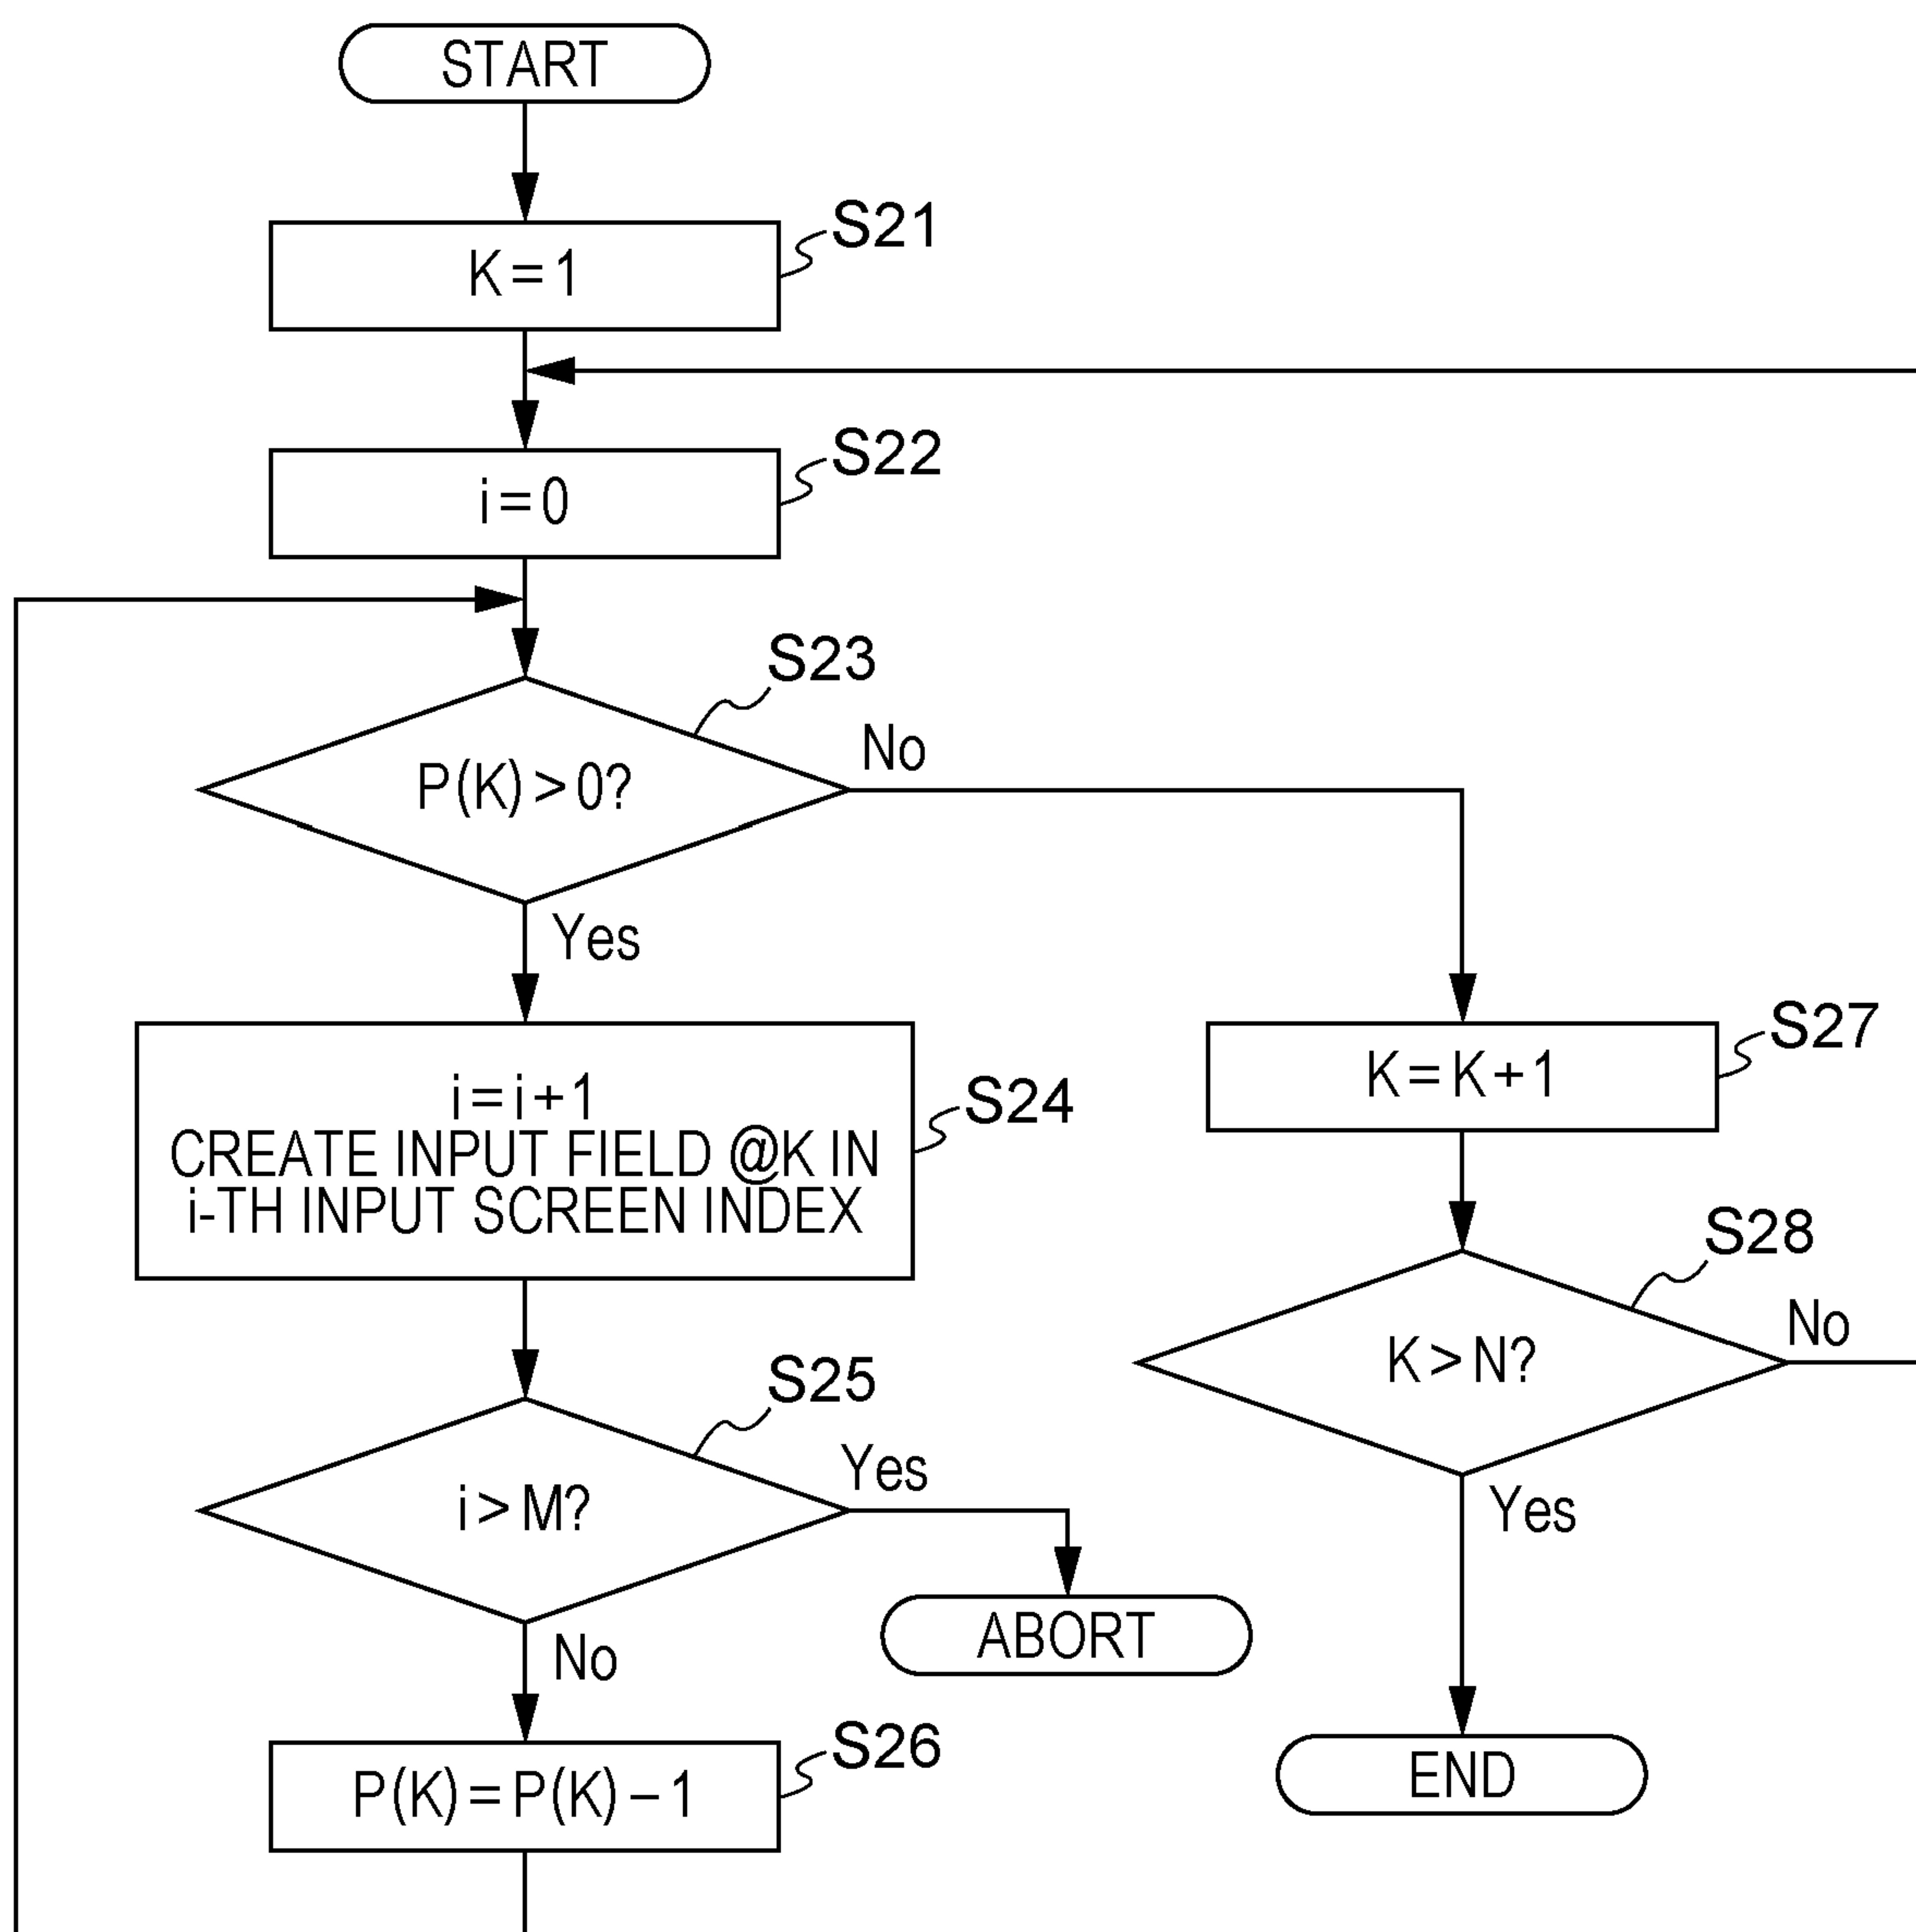 START
K=1
S21
i=0
S22
S23
P(K)>0?
No
Yes
i=i+1
CREATE INPUT FIELD @K IN
i-TH INPUT SCREEN INDEX
S24
K=K+1
S27
S28
K>N?
No
Yes
S25
i>M?
Yes
ABORT
No
S26
P(K)=P(K)−1
END